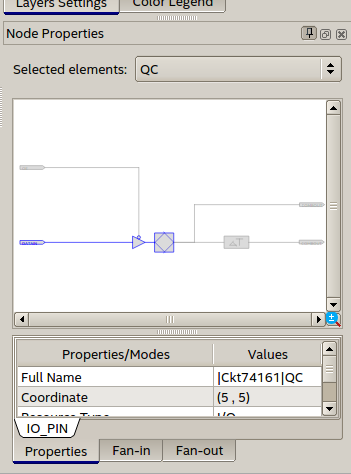 Layers Settings
Color Legend
Node Properties
Selected elements:
QC
ΔT
Properties/Modes
Values
Full Name
|Ckt74161|QC
Coordinate
(5 , 5)
Resource Type
I/O
IO_PIN
Properties
Fan-in
Fan-out